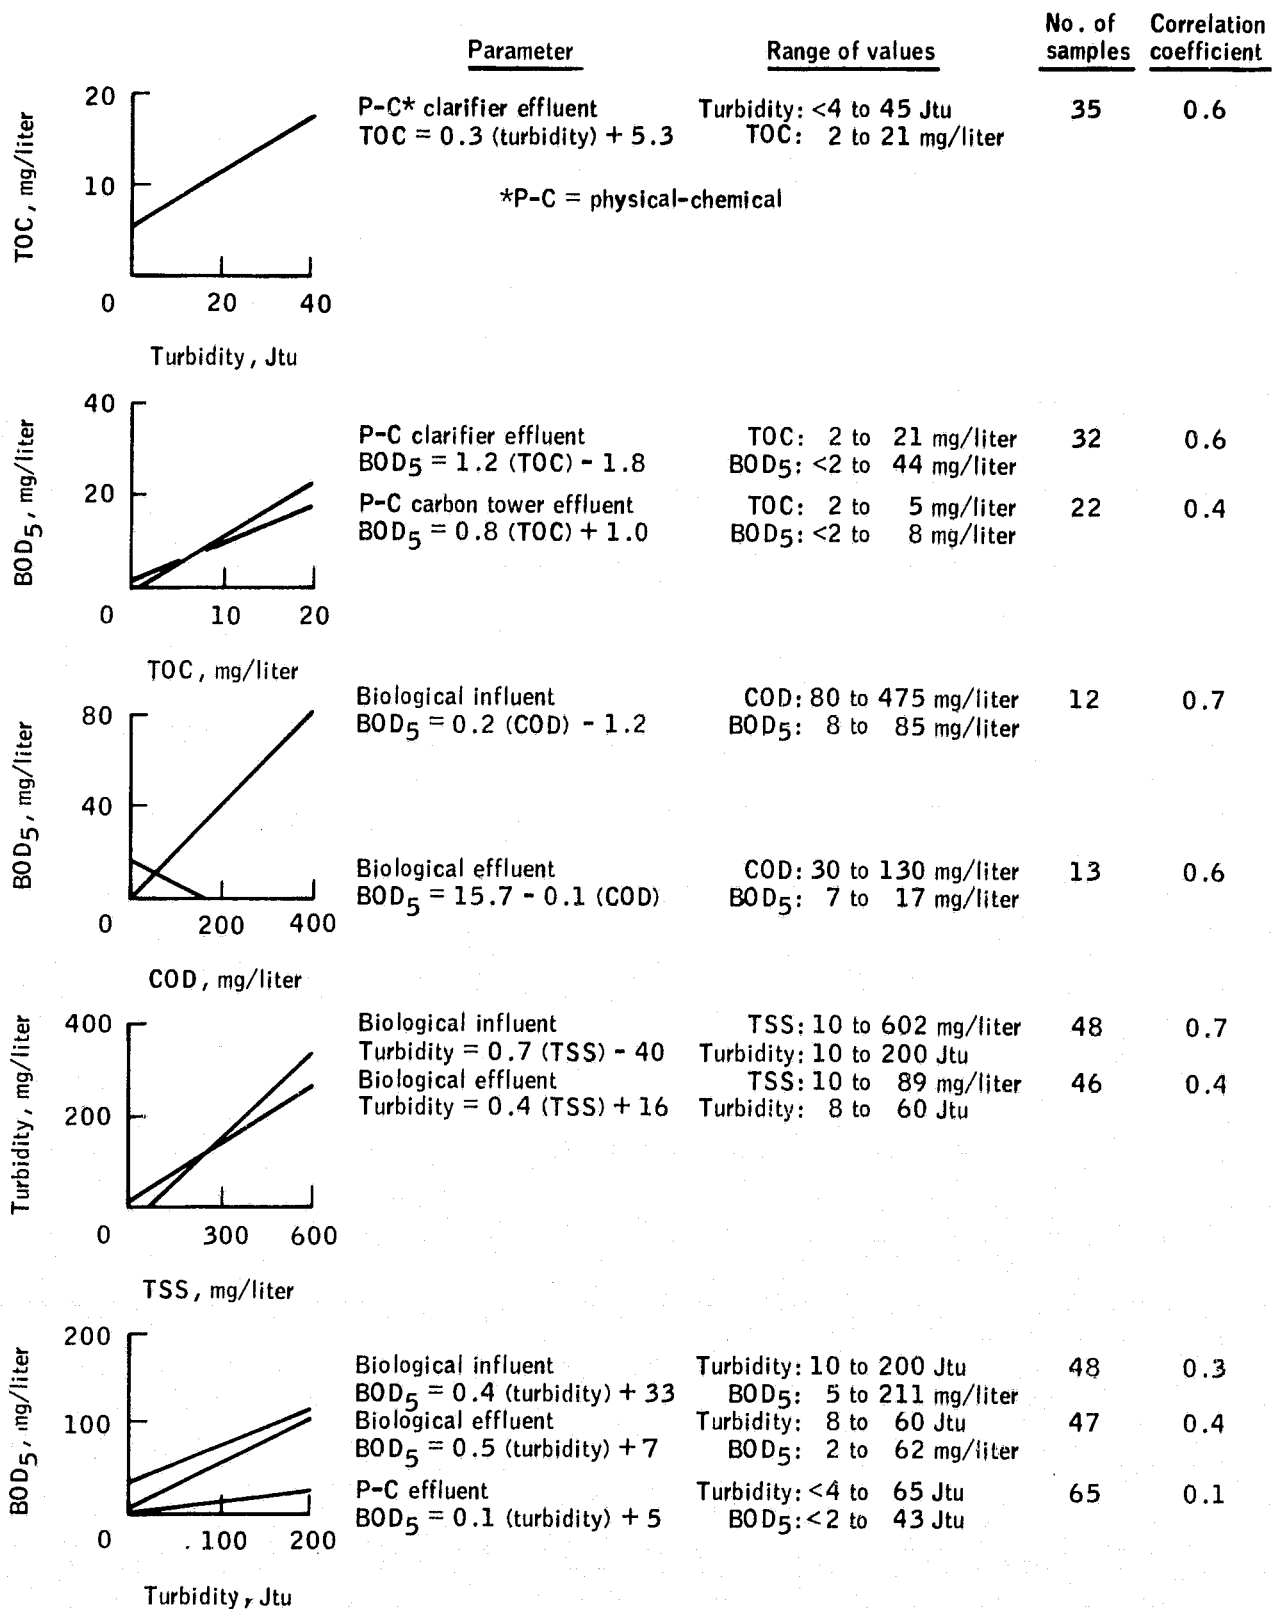 Parameter Range of values No. of samples Correlation coefficient
TOC, mg/liter
20
10
0 20 40
Turbidity, Jtu
P-C* clarifier effluent Turbidity: <4 to 45 Jtu 35 0.6
TOC = 0.3 (turbidity) + 5.3 TOC: 2 to 21 mg/liter
*P-C = physical-chemical
BOD5, mg/liter
40
20
0 10 20
TOC, mg/liter
P-C clarifier effluent TOC: 2 to 21 mg/liter 32 0.6
BOD5 = 1.2 (TOC) - 1.8 BOD5: <2 to 44 mg/liter
P-C carbon tower effluent TOC: 2 to 5 mg/liter 22 0.4
BOD5 = 0.8 (TOC) + 1.0 BOD5: <2 to 8 mg/liter
BOD5, mg/liter
80
40
0 200 400
COD, mg/liter
Biological influent COD: 80 to 475 mg/liter 12 0.7
BOD5 = 0.2 (COD) - 1.2 BOD5: 8 to 85 mg/liter
Biological effluent COD: 30 to 130 mg/liter 13 0.6
BOD5 = 15.7 - 0.1 (COD) BOD5: 7 to 17 mg/liter
Turbidity, mg/liter
400
200
0 300 600
TSS, mg/liter
Biological influent TSS: 10 to 602 mg/liter 48 0.7
Turbidity = 0.7 (TSS) - 40 Turbidity: 10 to 200 Jtu
Biological effluent TSS: 10 to 89 mg/liter 46 0.4
Turbidity = 0.4 (TSS) + 16 Turbidity: 8 to 60 Jtu
BOD5, mg/liter
200
100
0 100 200
Turbidity, Jtu
Biological influent Turbidity: 10 to 200 Jtu 48 0.3
BOD5 = 0.4 (turbidity) + 33 BOD5: 5 to 211 mg/liter
Biological effluent Turbidity: 8 to 60 Jtu 47 0.4
BOD5 = 0.5 (turbidity) + 7 BOD5: 2 to 62 mg/liter
P-C effluent Turbidity: <4 to 65 Jtu 65 0.1
BOD5 = 0.1 (turbidity) + 5 BOD5: <2 to 43 Jtu